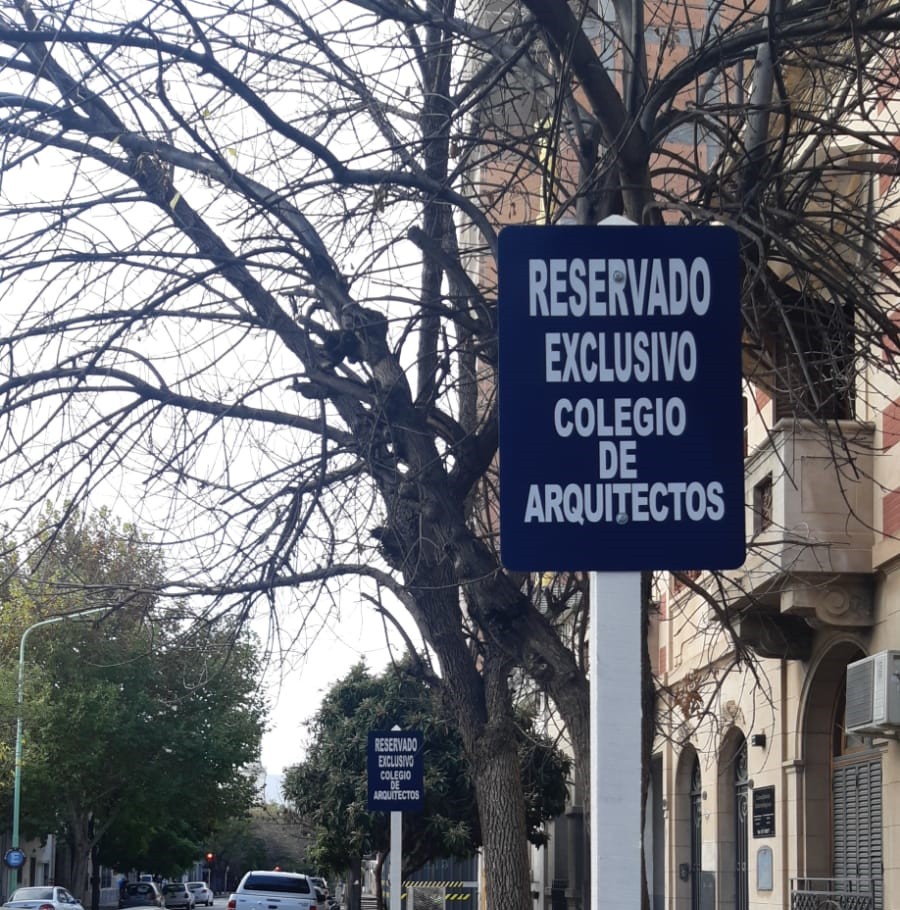 RESERVADO
EXCLUSIVO
COLEGIO
DE
ARQUITECTOS
RESERVADO
EXCLUSIVO
COLEGIO
DE
ARQUITECTOS